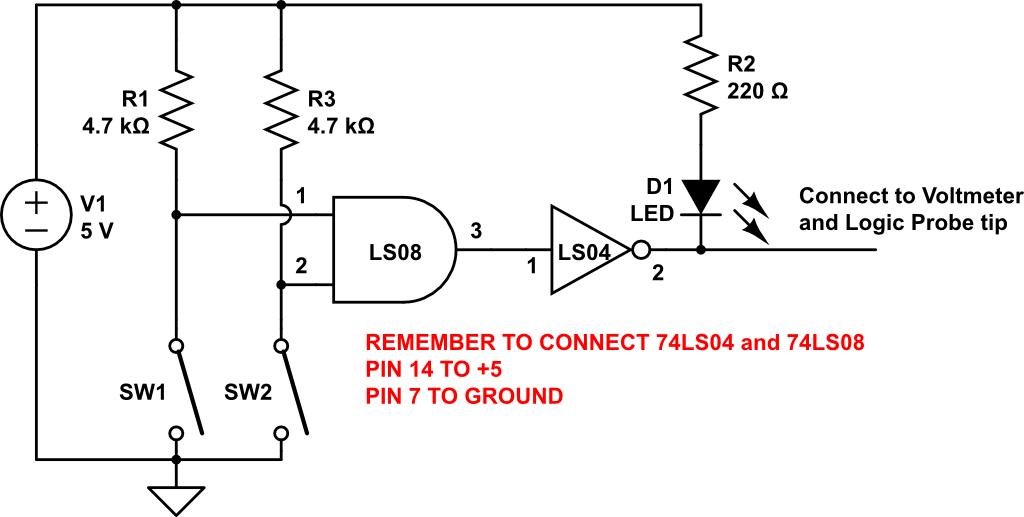 R1
4.7 kΩ
R3
4.7 kΩ
R2
220 Ω
V1
5 V
+
−
1
2
LS08
3
1
LS04
2
D1
LED
Connect to Voltmeter
and Logic Probe tip
REMEMBER TO CONNECT 74LS04 and 74LS08
PIN 14 TO +5
PIN 7 TO GROUND
SW1
SW2